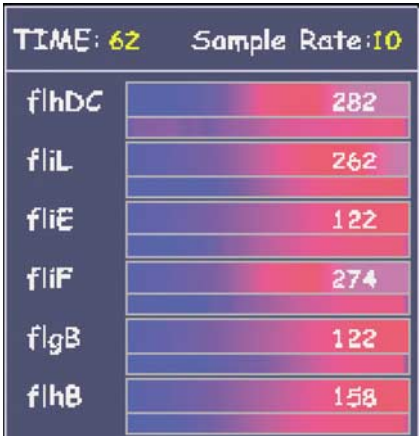 TIME: 62 Sample Rate:10
flhDC 282
fliL 262
fliE 122
fliF 274
flgB 122
flhB 158